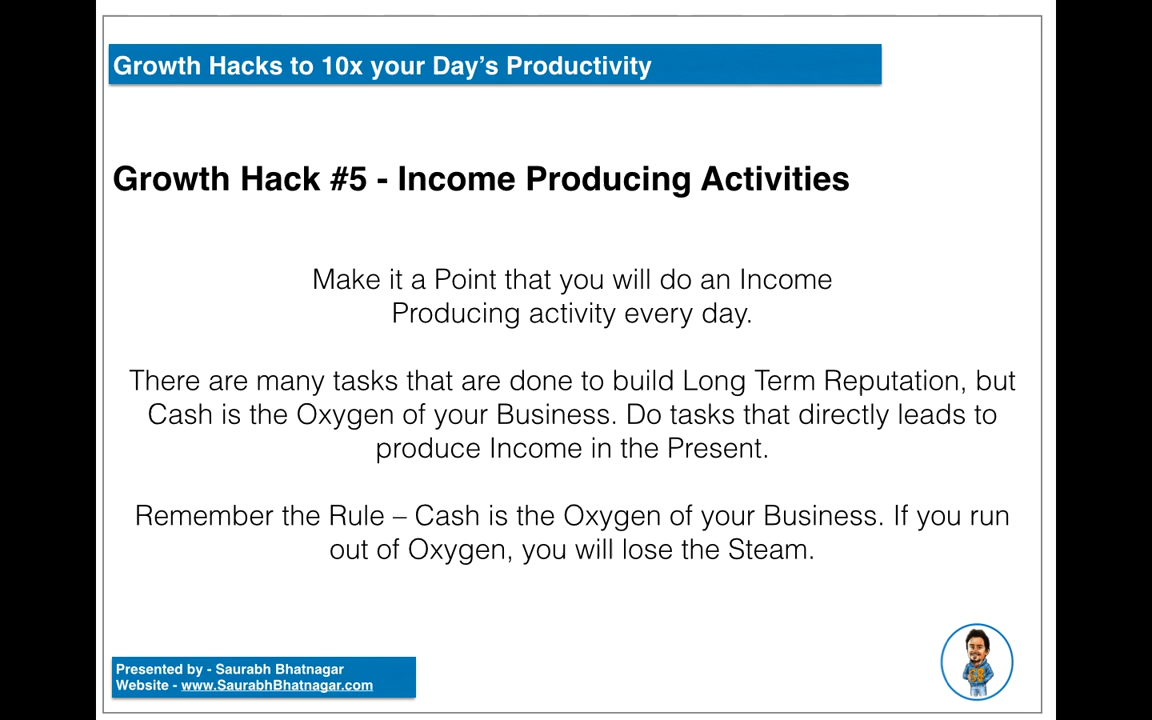 Growth Hacks to 10x your Day’s Productivity
Growth Hack #5 - Income Producing Activities
Make it a Point that you will do an Income
Producing activity every day.
There are many tasks that are done to build Long Term Reputation, but
Cash is the Oxygen of your Business. Do tasks that directly leads to
produce Income in the Present.
Remember the Rule – Cash is the Oxygen of your Business. If you run
out of Oxygen, you will lose the Steam.
Presented by - Saurabh Bhatnagar
Website - www.SaurabhBhatnagar.com